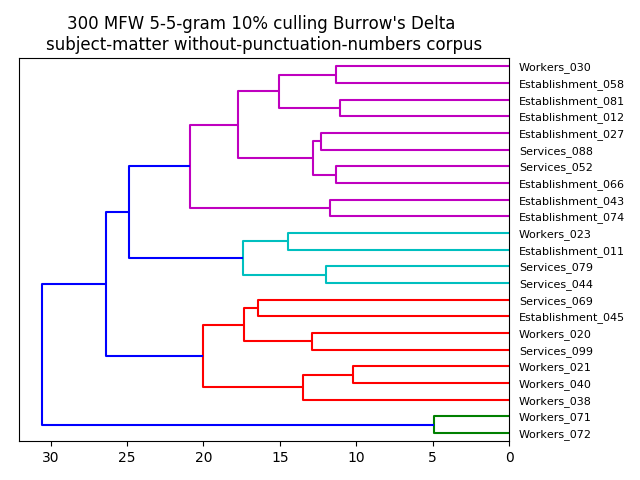 300 MFW 5-5-gram 10% culling Burrow's Delta
subject-matter without-punctuation-numbers corpus
Workers_030
Establishment_058
Establishment_081
Establishment_012
Establishment_027
Services_088
Services_052
Establishment_066
Establishment_043
Establishment_074
Workers_023
Establishment_011
Services_079
Services_044
Services_069
Establishment_045
Workers_020
Services_099
Workers_021
Workers_040
Workers_038
Workers_071
Workers_072
30 25 20 15 10 5 0